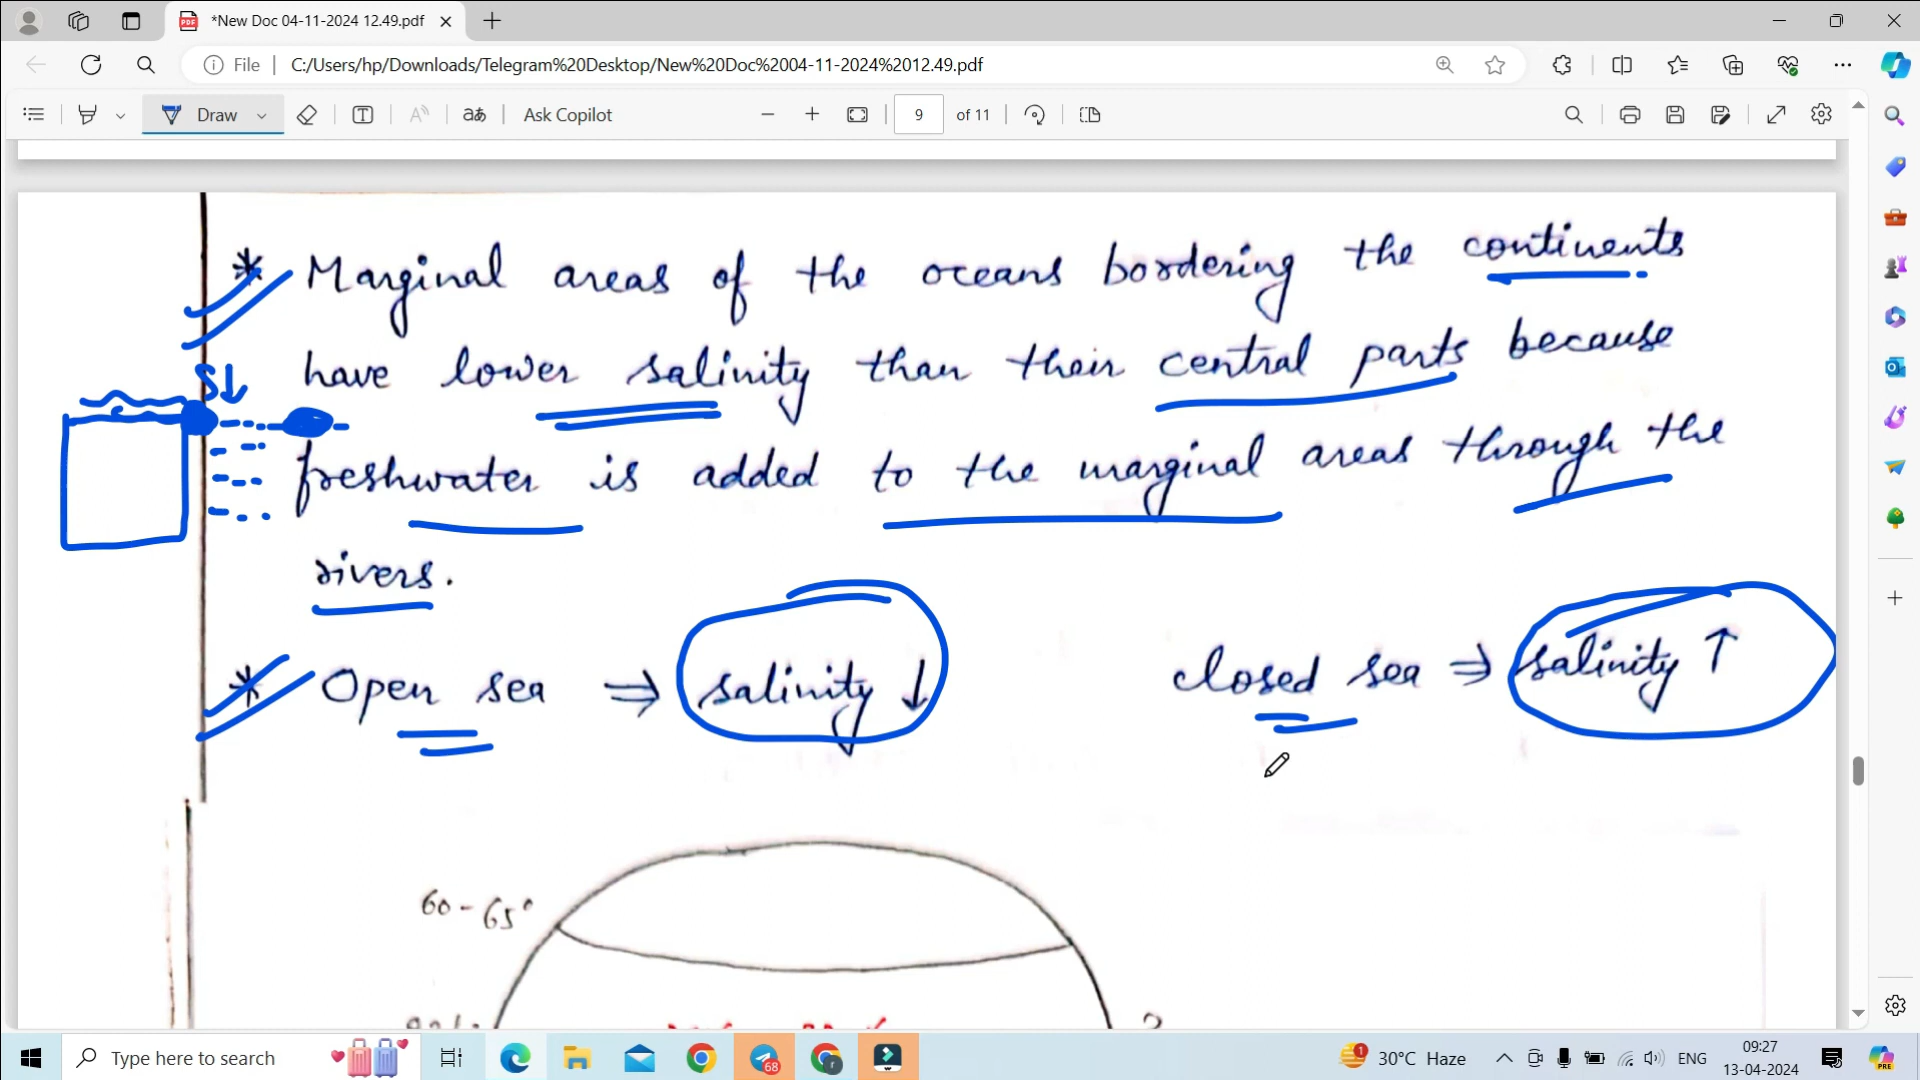 *New Doc 04-11-2024 12.49.pdf
File
C:/Users/hp/Downloads/Telegram%20Desktop/New%20Doc%2004-11-2024%2012.49.pdf
Draw
Ask Copilot
9 of 11
* Marginal areas of the oceans bordering the continents
have lower salinity than their central parts because
S↓
freshwater is added to the marginal areas through the
rivers.
* Open sea ⇒ salinity ↓ closed sea ⇒ salinity ↑
60-65°
Type here to search
68
1
30°C Haze
ENG
09:27
13-04-2024
PRE